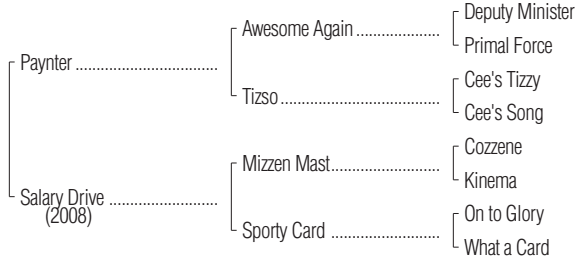 Deputy Minister
Awesome Again ..................
Primal Force
Paynter ................................
Cee's Tizzy
Tizso ....................................
Cee's Song
Cozzene
Mizzen Mast.........................
Kinema
Salary Drive .........................
(2008)
On to Glory
Sporty Card .........................
What a Card